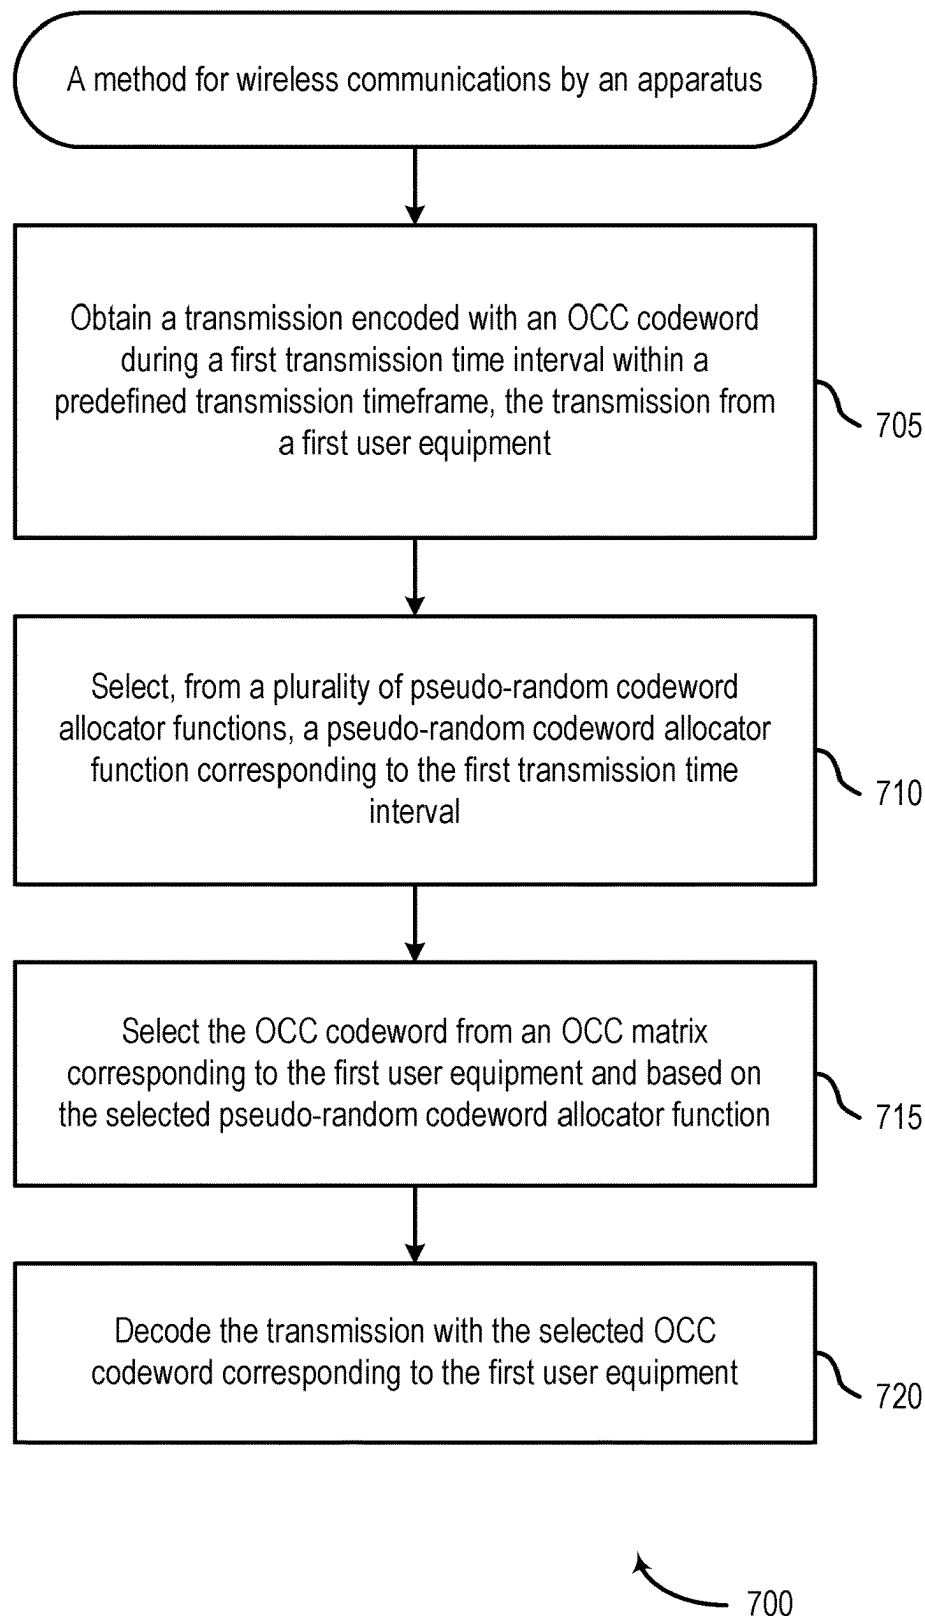 A method for wireless communications by an apparatus
Obtain a transmission encoded with an OCC codeword
during a first transmission time interval within a
predefined transmission timeframe, the transmission from
a first user equipment
705
Select, from a plurality of pseudo-random codeword
allocator functions, a pseudo-random codeword allocator
function corresponding to the first transmission time
interval
710
Select the OCC codeword from an OCC matrix
corresponding to the first user equipment and based on
the selected pseudo-random codeword allocator function
715
Decode the transmission with the selected OCC
codeword corresponding to the first user equipment
720
700